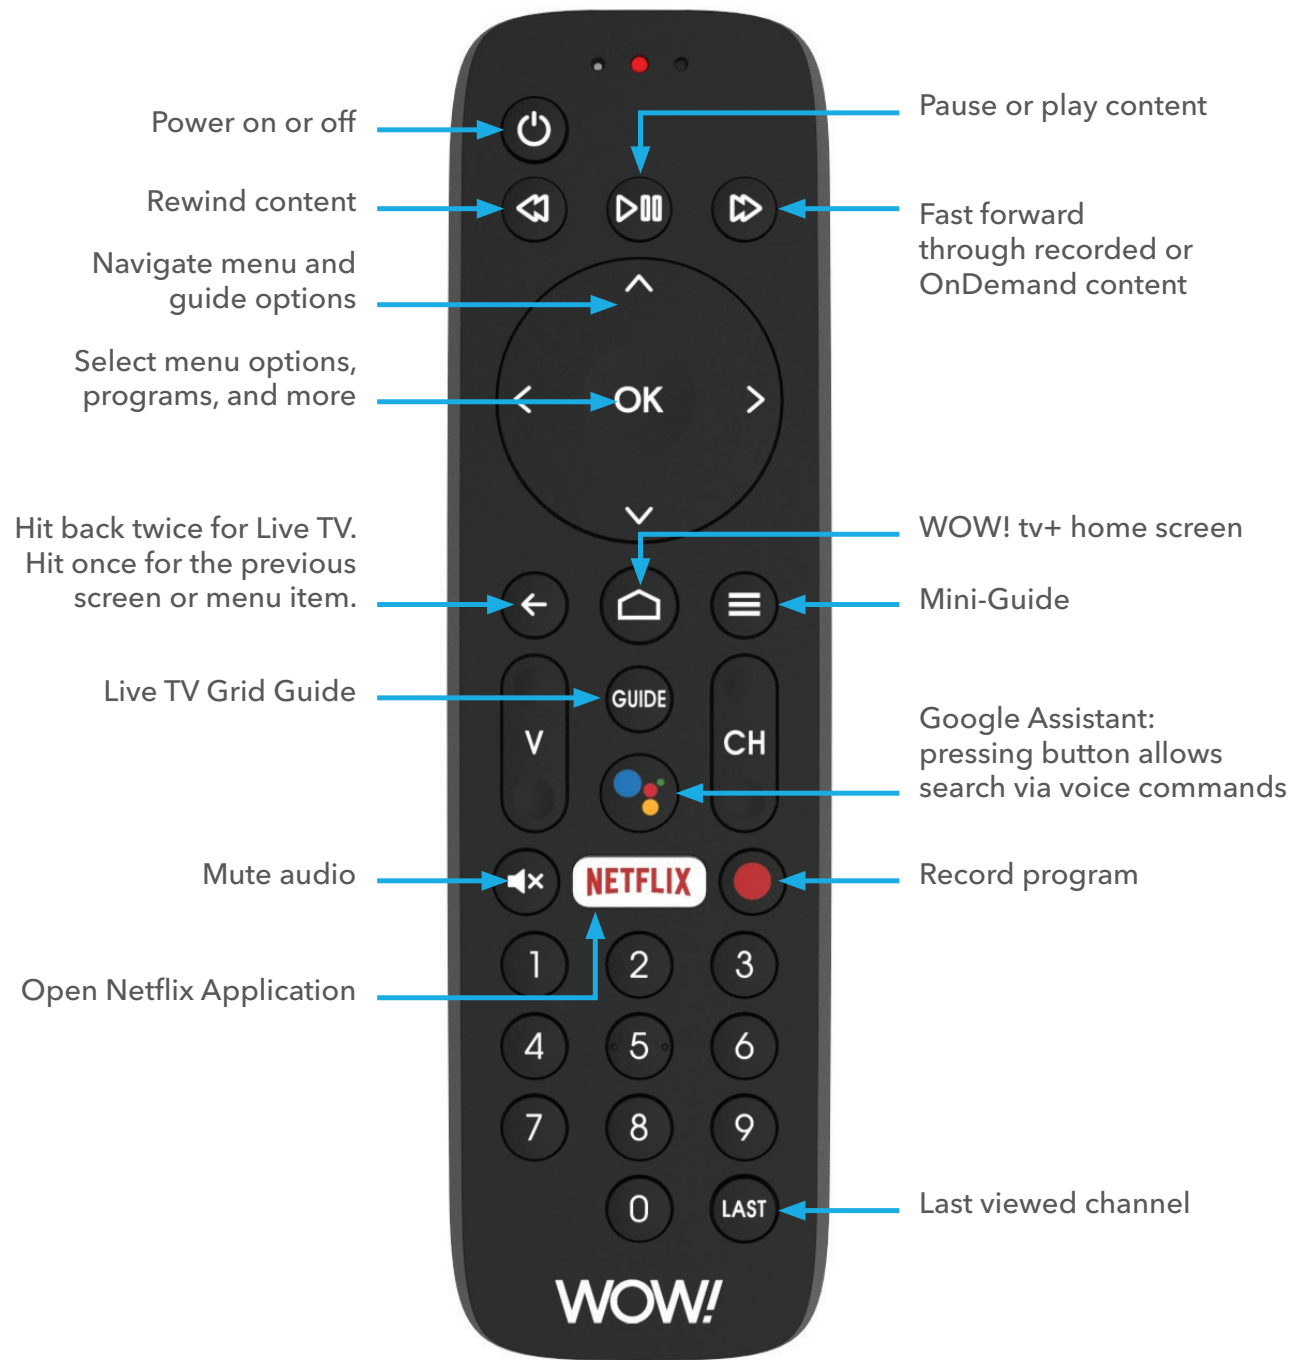 Power on or off
Pause or play content
Rewind content
Fast forward
through recorded or
OnDemand content
Navigate menu and
guide options
Select menu options,
programs, and more
OK
Hit back twice for Live TV.
Hit once for the previous
screen or menu item.
WOW! tv+ home screen
Mini-Guide
Live TV Grid Guide
GUIDE
V
CH
Google Assistant:
pressing button allows
search via voice commands
Mute audio
NETFLIX
Record program
Open Netflix Application
1 2 3
4 5 6
7 8 9
0 LAST
Last viewed channel
WOW!